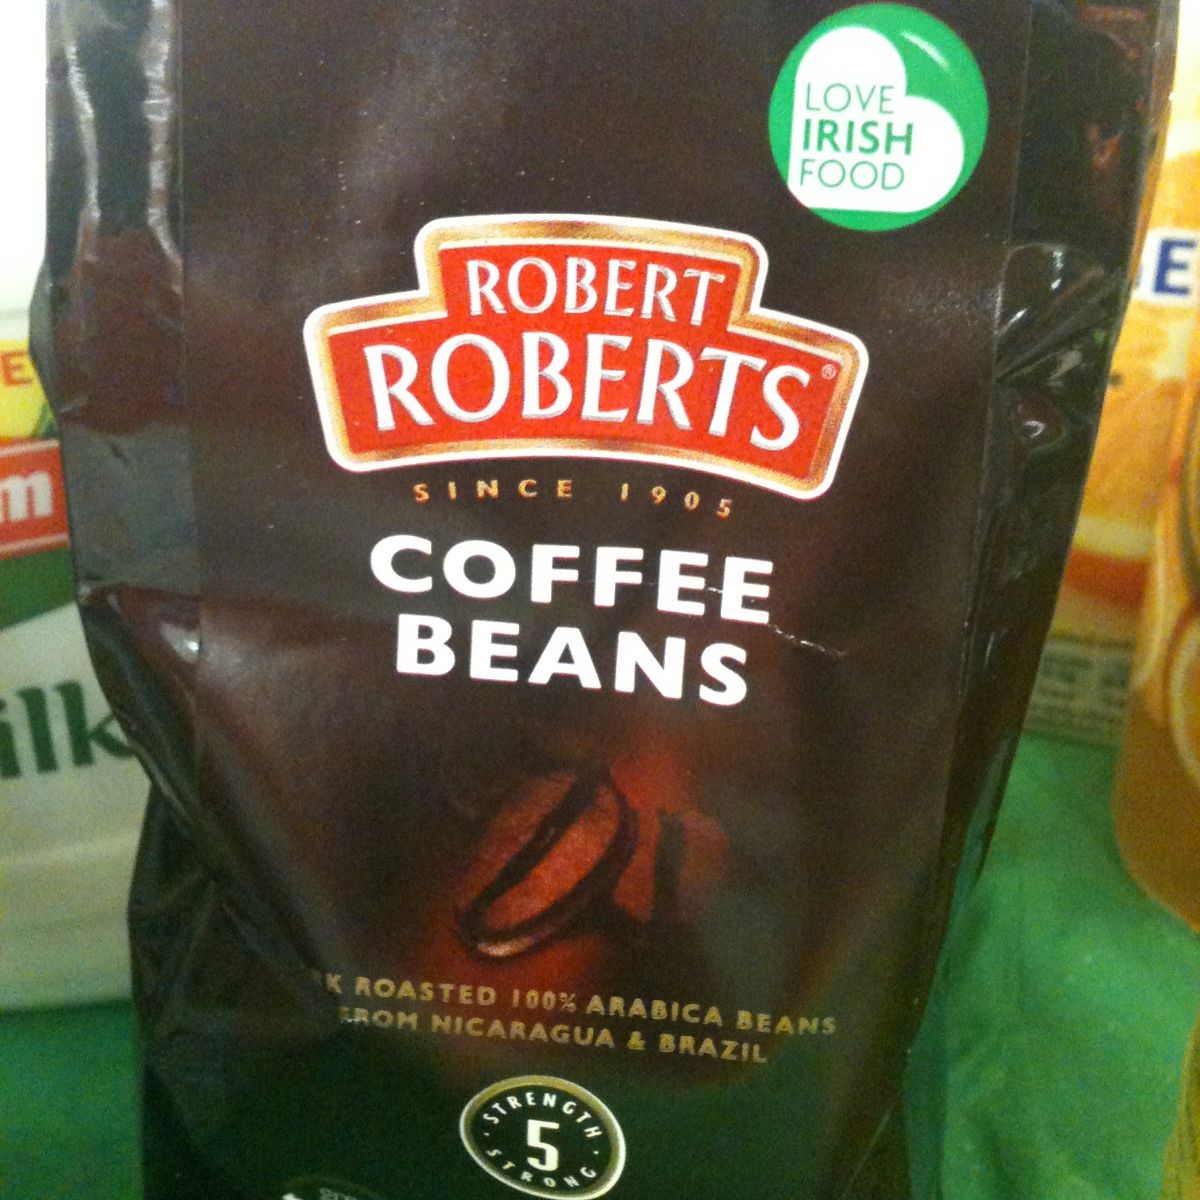 LOVE
IRISH
FOOD
ROBERT
ROBERTS®
SINCE 1905
COFFEE
BEANS
ROASTED 100% ARABICA BEANS
FROM NICARAGUA & BRAZIL
STRENGTH
5
STRONG